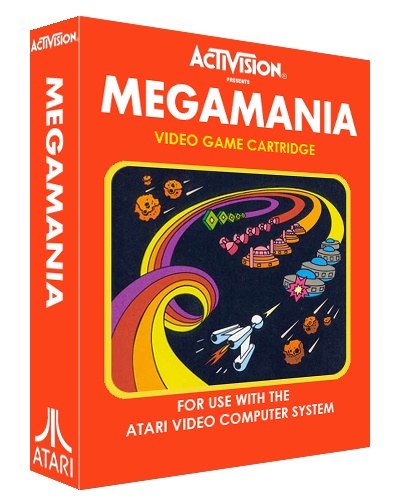 ACTIVISION®
PRESENTS
MEGAMANIA
VIDEO GAME CARTRIDGE
FOR USE WITH THE
ATARI VIDEO COMPUTER SYSTEM
ACTIVISION®
MEGAMANIA
ATARI